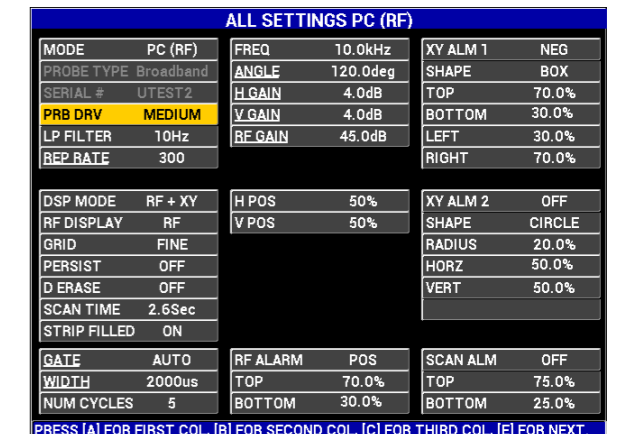 ALL SETTINGS PC (RF)
MODE PC (RF) FREQ 10.0kHz XY ALM 1 NEG
PROBE TYPE Broadband ANGLE 120.0deg SHAPE BOX
SERIAL # UTEST2 H GAIN 4.0dB TOP 70.0%
PRB DRV MEDIUM V GAIN 4.0dB BOTTOM 30.0%
LP FILTER 10Hz RF GAIN 45.0dB LEFT 30.0%
REP RATE 300 RIGHT 70.0%
DSP MODE RF + XY H POS 50% XY ALM 2 OFF
RF DISPLAY RF V POS 50% SHAPE CIRCLE
GRID FINE RADIUS 20.0%
PERSIST OFF HORZ 50.0%
D ERASE OFF VERT 50.0%
SCAN TIME 2.6Sec
STRIP FILLED ON
GATE AUTO RF ALARM POS SCAN ALM OFF
WIDTH 2000us TOP 70.0% TOP 75.0%
NUM CYCLES 5 BOTTOM 30.0% BOTTOM 25.0%
PRESS [A] FOR FIRST COL, [B] FOR SECOND COL, [C] FOR THIRD COL, [E] FOR NEXT